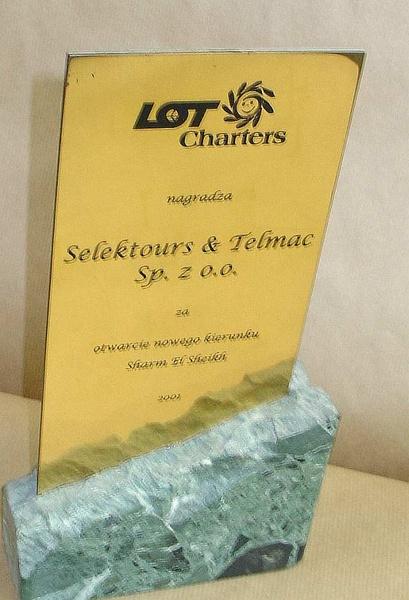 LOT
Charters
nagradza
Selektours & Telmac
Sp. z o.o.
za
otwarcie nowego kierunku
Sharm El Sheikh
2001